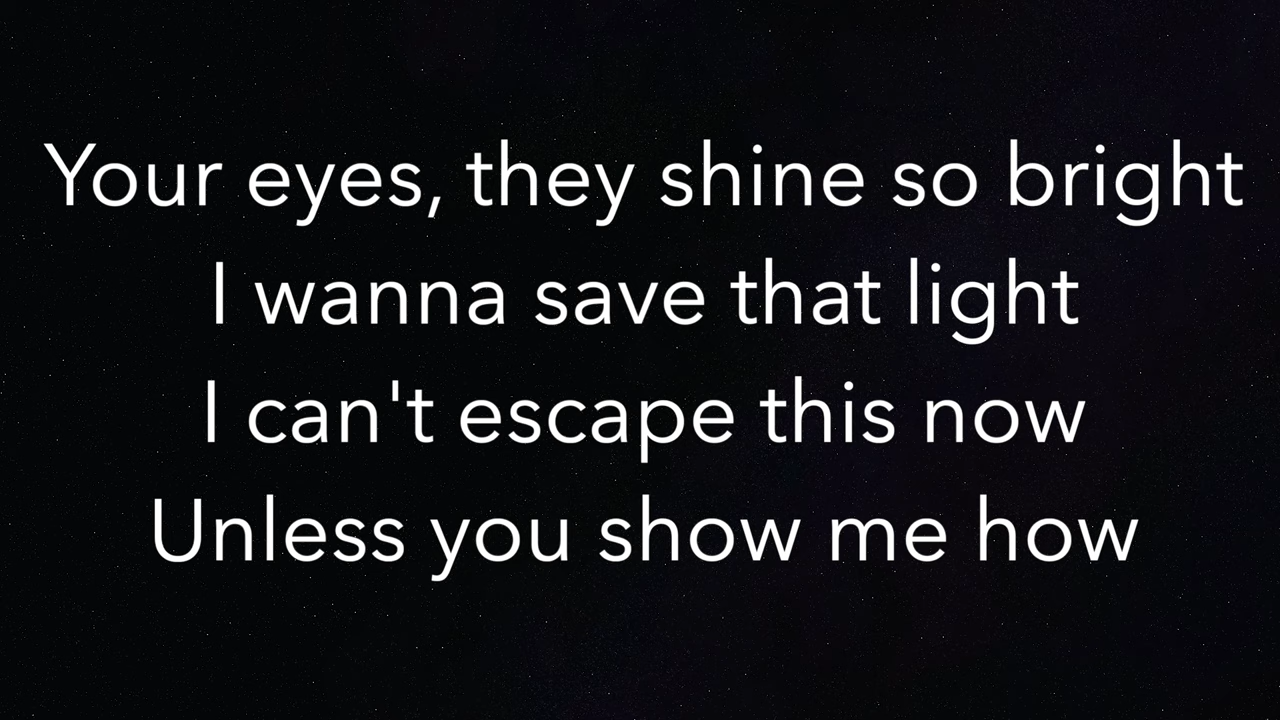 Your eyes, they shine so bright
I wanna save that light
I can't escape this now
Unless you show me how